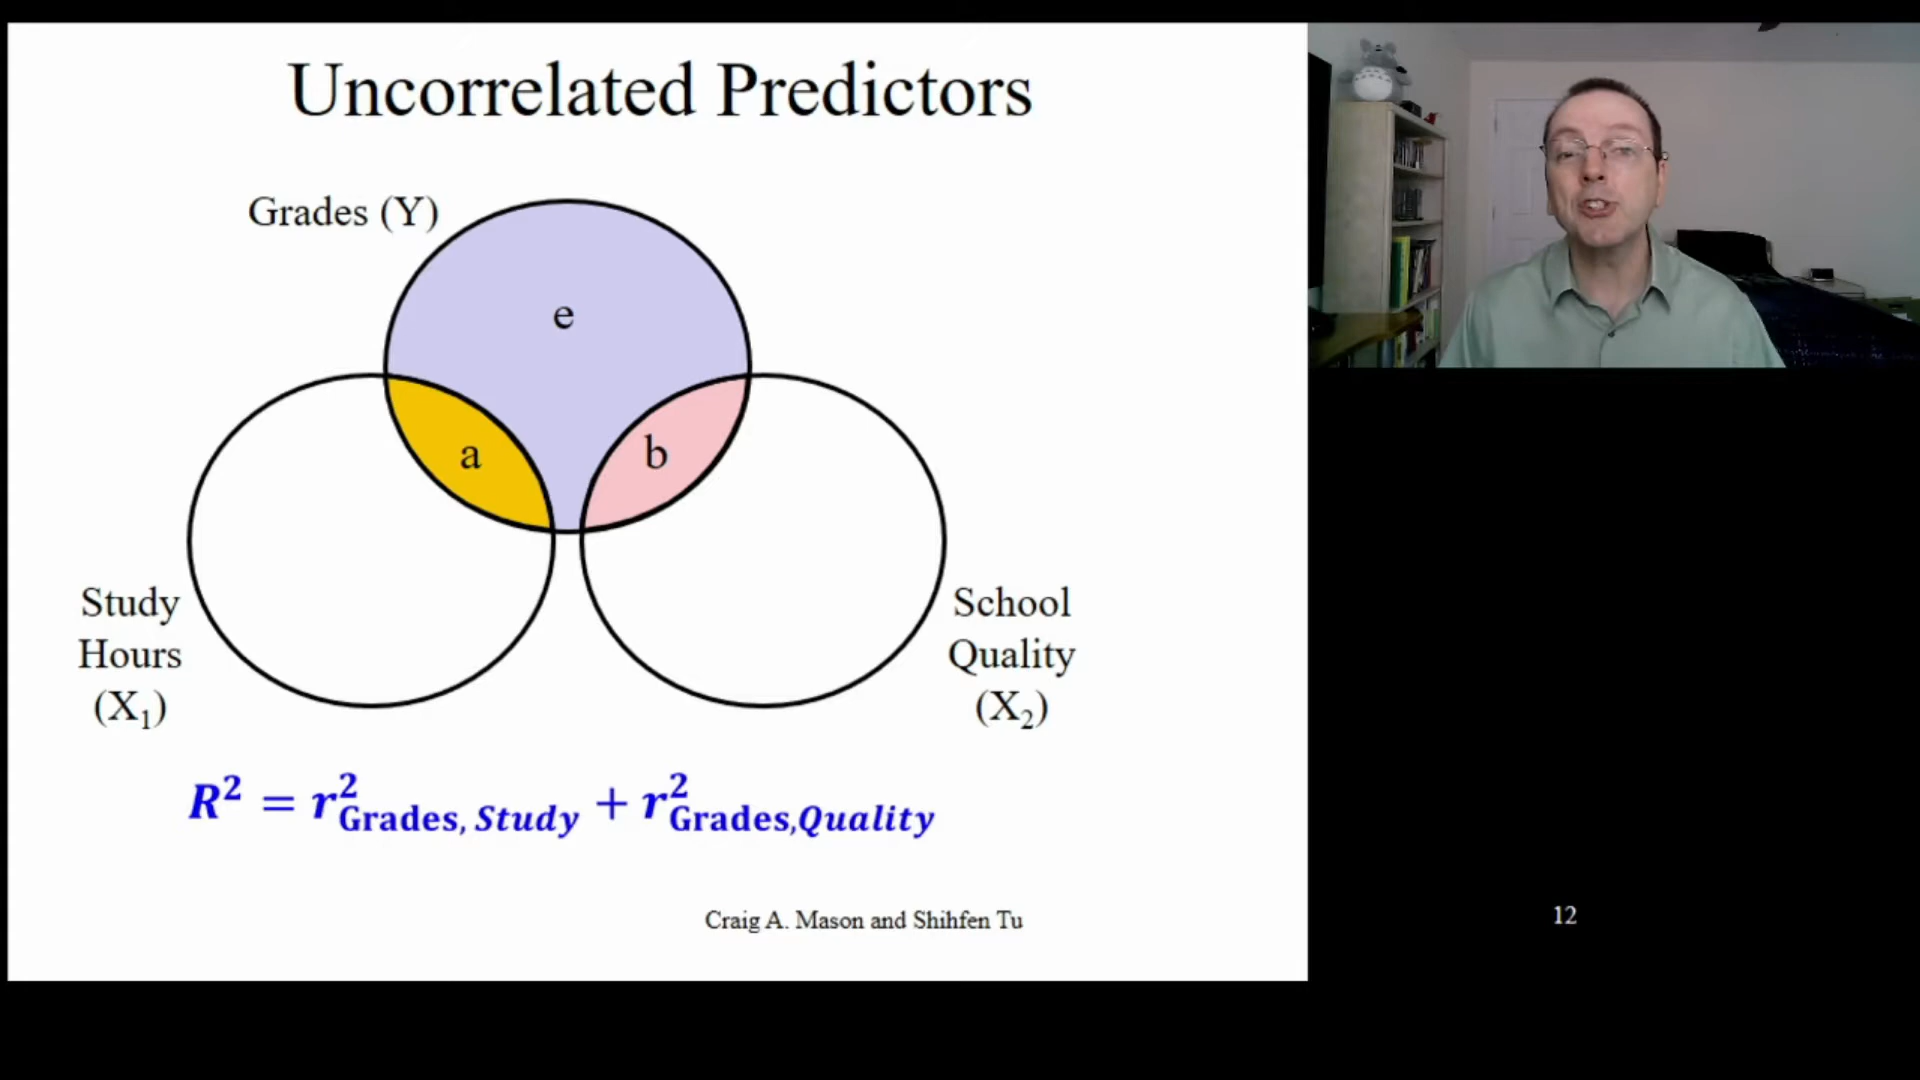 Uncorrelated Predictors
Grades (Y)
e
a
b
Study
Hours
(X₁)
School
Quality
(X₂)
R² = r²Grades, Study + r²Grades,Quality
Craig A. Mason and Shihfen Tu
12